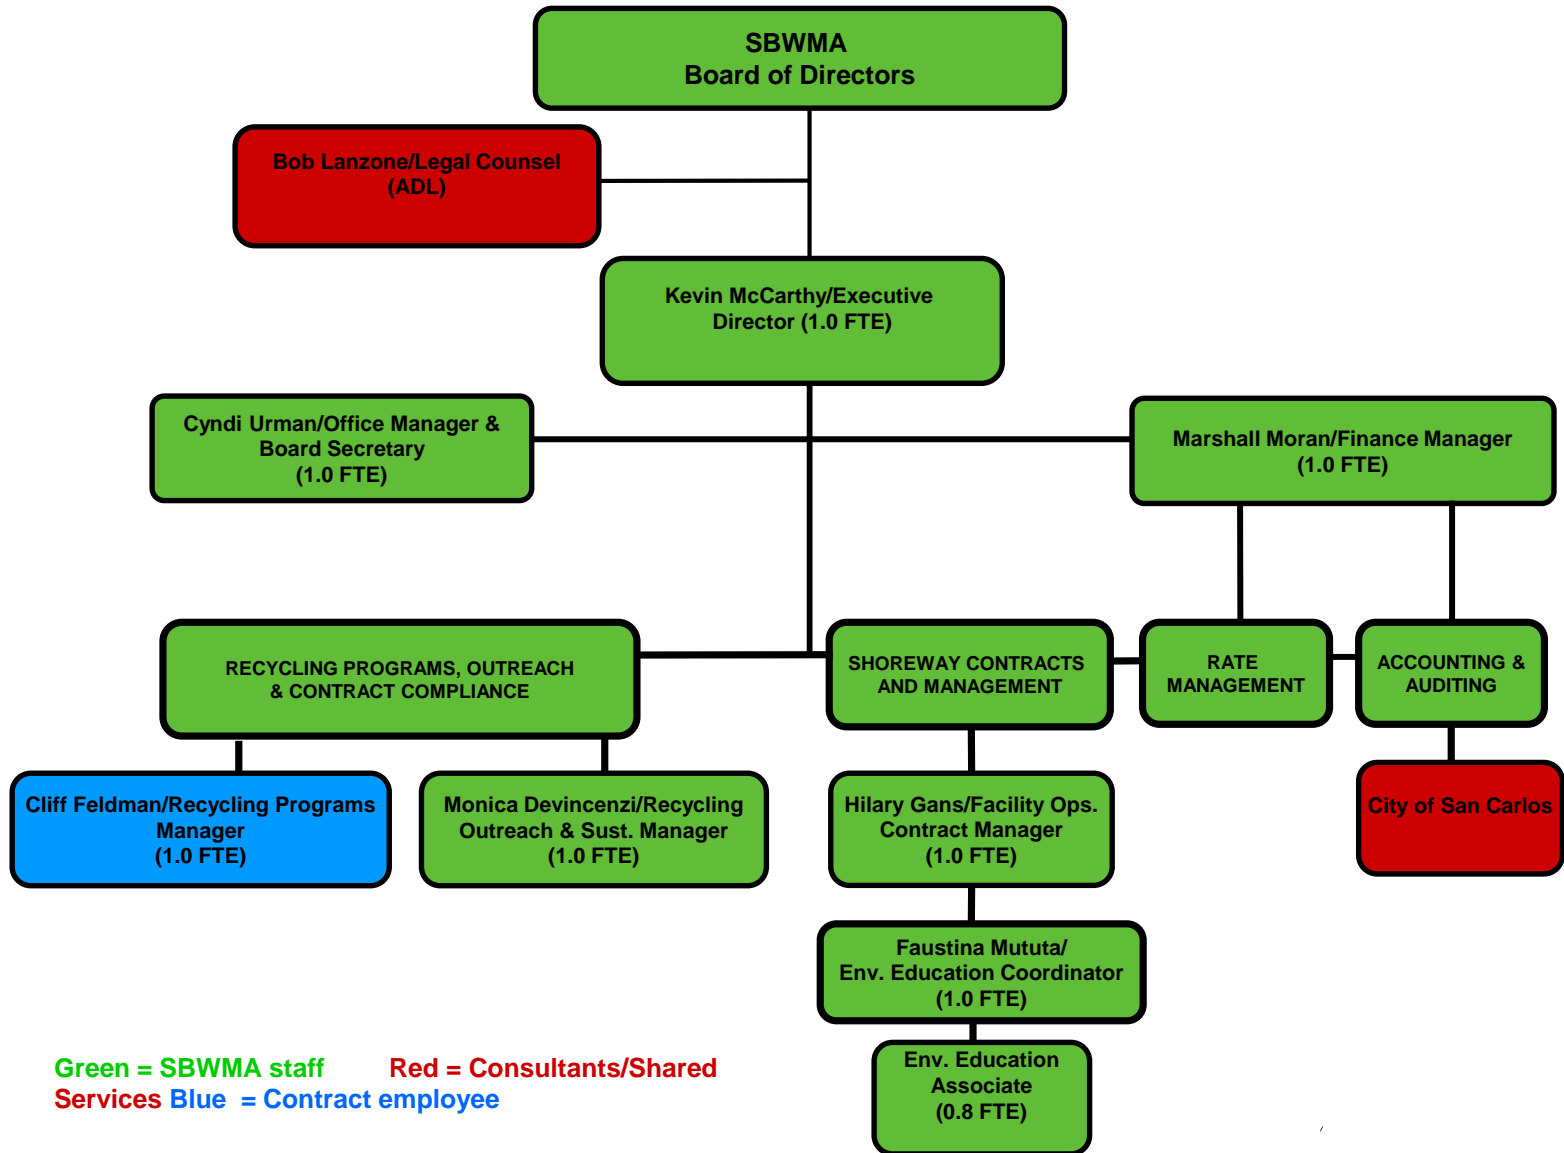 SBWMA
Board of Directors
Bob Lanzone/Legal Counsel
(ADL)
Kevin McCarthy/Executive
Director (1.0 FTE)
Cyndi Urman/Office Manager &
Board Secretary
(1.0 FTE)
Marshall Moran/Finance Manager
(1.0 FTE)
RECYCLING PROGRAMS, OUTREACH
& CONTRACT COMPLIANCE
SHOREWAY CONTRACTS
AND MANAGEMENT
RATE
MANAGEMENT
ACCOUNTING &
AUDITING
Cliff Feldman/Recycling Programs
Manager
(1.0 FTE)
Monica Devincenzi/Recycling
Outreach & Sust. Manager
(1.0 FTE)
Hilary Gans/Facility Ops.
Contract Manager
(1.0 FTE)
City of San Carlos
Faustina Mututa/
Env. Education Coordinator
(1.0 FTE)
Env. Education
Associate
(0.8 FTE)
Green = SBWMA staff Red = Consultants/Shared
Services Blue = Contract employee